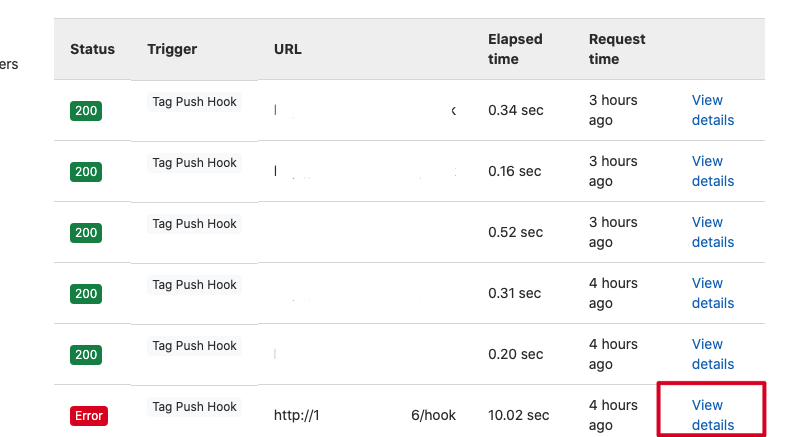 Status Trigger URL Elapsed time Request time
ers
200 Tag Push Hook 0.34 sec 3 hours ago View details
200 Tag Push Hook 0.16 sec 3 hours ago View details
200 Tag Push Hook 0.52 sec 3 hours ago View details
200 Tag Push Hook 0.31 sec 4 hours ago View details
200 Tag Push Hook 0.20 sec 4 hours ago View details
Error Tag Push Hook http://1 6/hook 10.02 sec 4 hours ago View details